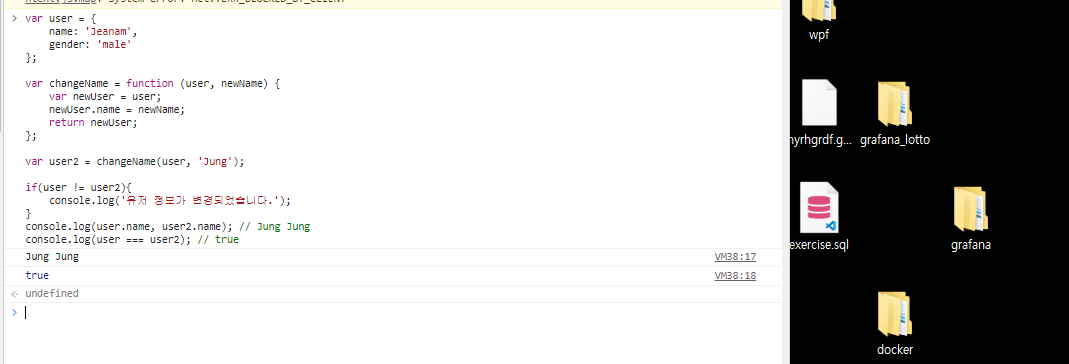 var user = {
name: 'Jeanam',
gender: 'male'
};
var changeName = function (user, newName) {
var newUser = user;
newUser.name = newName;
return newUser;
};
var user2 = changeName(user, 'Jung');
if(user != user2){
console.log('유저 정보가 변경되었습니다.');
}
console.log(user.name, user2.name); // Jung Jung
console.log(user === user2); // true
Jung Jung VM38:17
true VM38:18
undefined
wpf
nyrhgrdf.g... grafana_lotto
exercise.sql grafana
docker